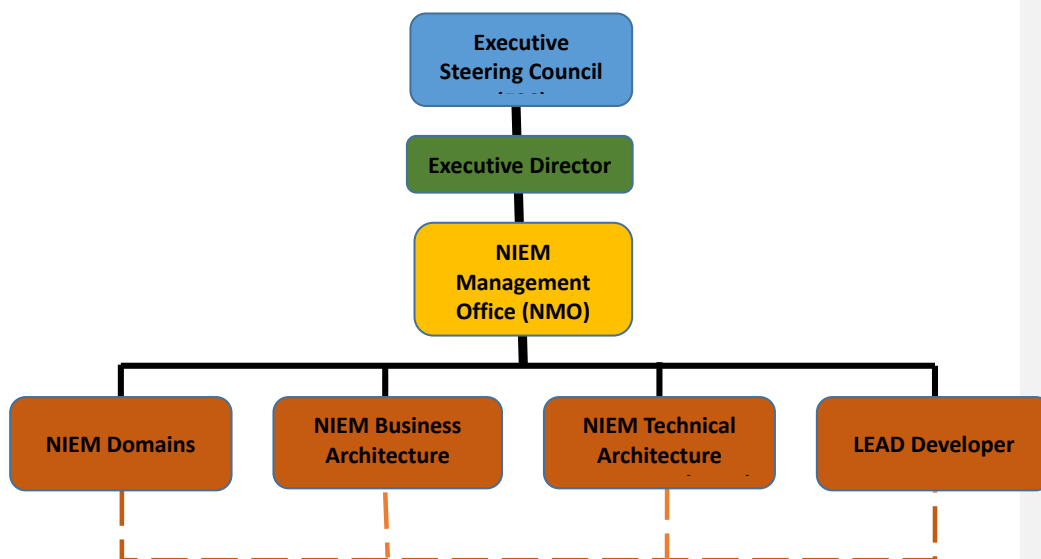 Executive
Steering Council
Executive Director
NIEM
Management
Office (NMO)
NIEM Domains
NIEM Business
Architecture
NIEM Technical
Architecture
LEAD Developer